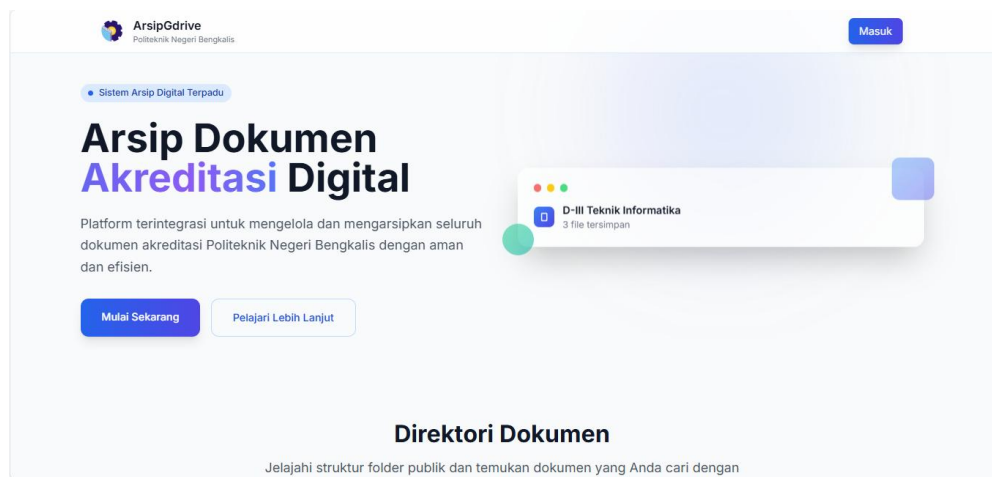 ArsipGdrive
Politeknik Negeri Bengkalis
Masuk
Sistem Arsip Digital Terpadu
Arsip Dokumen
Akreditasi Digital
Platform terintegrasi untuk mengelola dan mengarsipkan seluruh
dokumen akreditasi Politeknik Negeri Bengkalis dengan aman
dan efisien.
Mulai Sekarang
Pelajari Lebih Lanjut
D-III Teknik Informatika
3 file tersimpan
Direktori Dokumen
Jelajahi struktur folder publik dan temukan dokumen yang Anda cari dengan